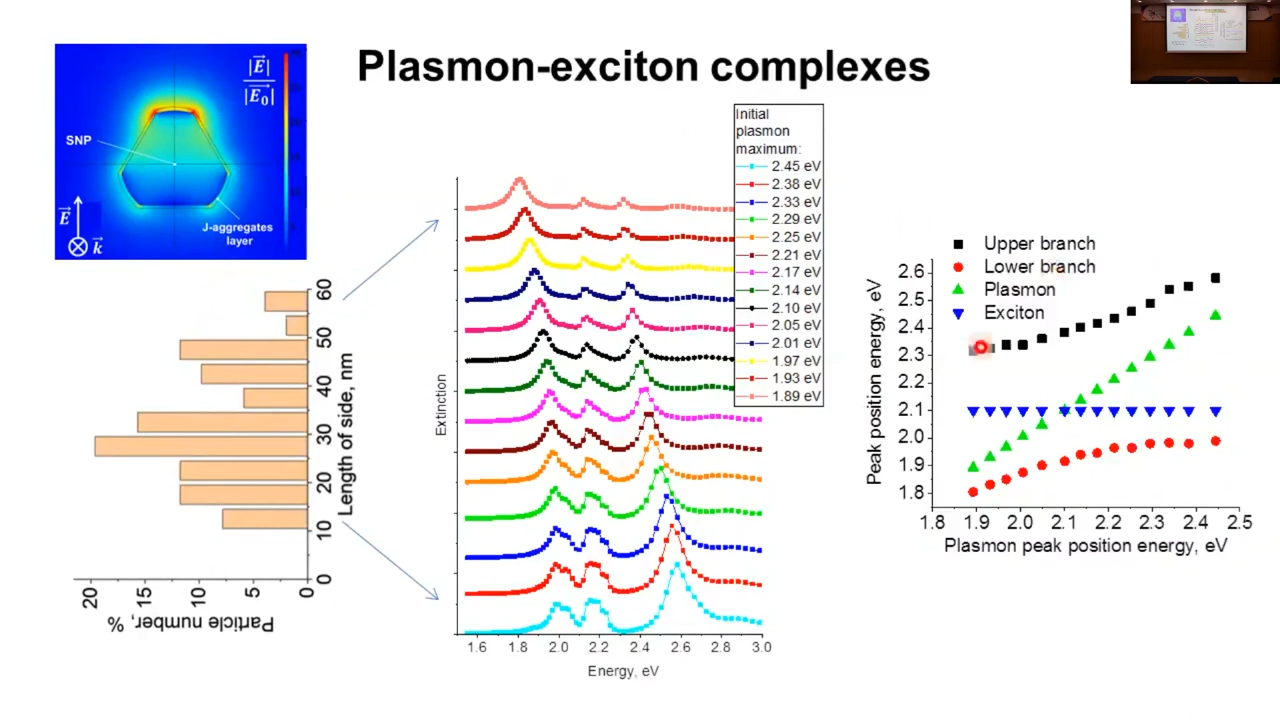 Plasmon-exciton complexes
|E|
|E0|
SNP
E
k
J-aggregates
layer
60
50
40
30
20
10
0
Length of side, nm
20
15
10
5
0
Particle number, %
Initial
plasmon
maximum:
2.45 eV
2.38 eV
2.33 eV
2.29 eV
2.25 eV
2.21 eV
2.17 eV
2.14 eV
2.10 eV
2.05 eV
2.01 eV
1.97 eV
1.93 eV
1.89 eV
Extinction
1.6 1.8 2.0 2.2 2.4 2.6 2.8 3.0
Energy, eV
Upper branch
Lower branch
Plasmon
Exciton
2.6
2.5
2.4
2.3
2.2
2.1
2.0
1.9
1.8
Peak position energy, eV
1.8 1.9 2.0 2.1 2.2 2.3 2.4 2.5
Plasmon peak position energy, eV